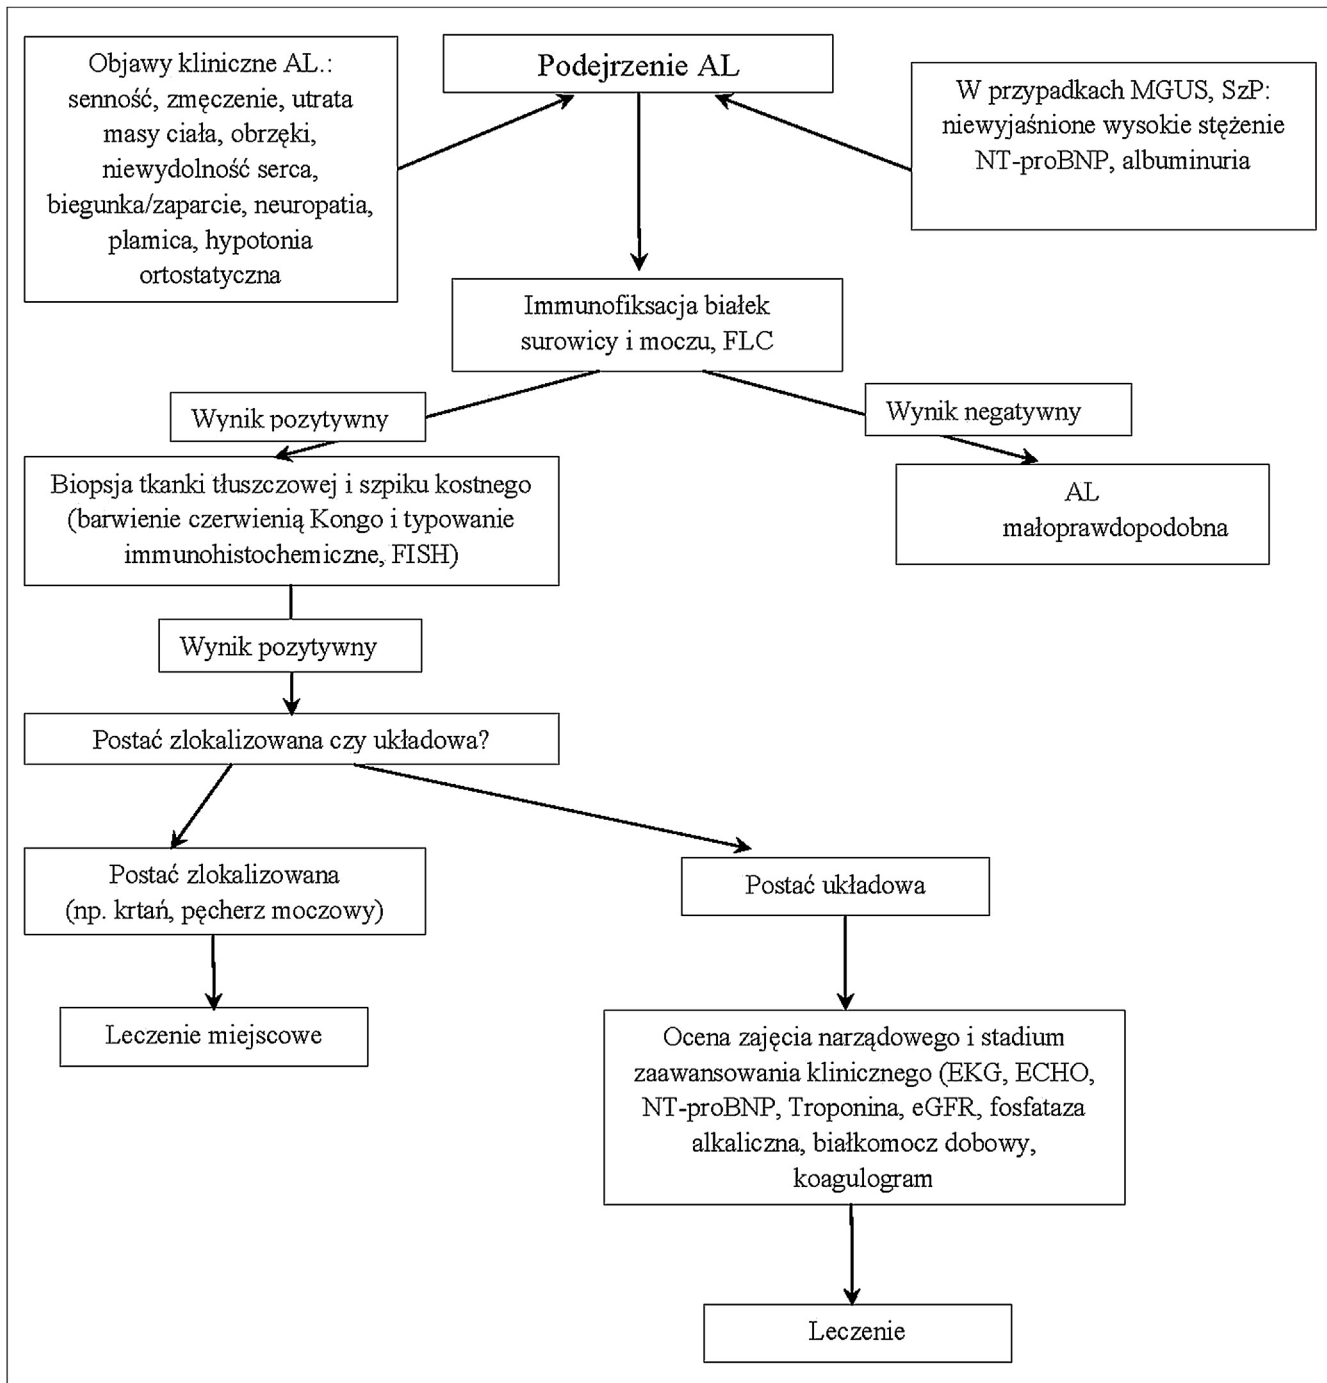 Objawy kliniczne AL.:
senność, zmęczenie, utrata
masy ciała, obrzęki,
niewydolność serca,
biegunka/zaparcie, neuropatia,
plamica, hypotonia
ortostatyczna
Podejrzenie AL
W przypadkach MGUS, SzP:
niewyjaśnione wysokie stężenie
NT-proBNP, albuminuria
Immunofiksacja białek
surowicy i moczu, FLC
Wynik pozytywny
Wynik negatywny
Biopsja tkanki tłuszczowej i szpiku kostnego
(barwienie czerwienią Kongo i typowanie
immunohistochemiczne, FISH)
AL
małoprawdopodobna
Wynik pozytywny
Postać zlokalizowana czy układowa?
Postać zlokalizowana
(np. krtań, pęcherz moczowy)
Postać układowa
Leczenie miejscowe
Ocena zajęcia narządowego i stadium
zaawansowania klinicznego (EKG, ECHO,
NT-proBNP, Troponina, eGFR, fosfataza
alkaliczna, białkomocz dobowy,
koagulogram
Leczenie